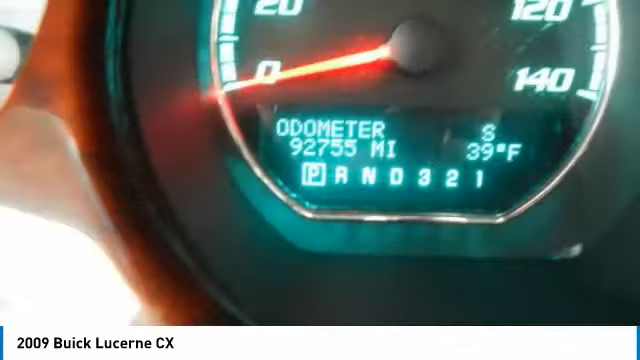 20 120
0 140
ODOMETER S
92755 MI 39°F
P R N D 3 2 1
2009 Buick Lucerne CX